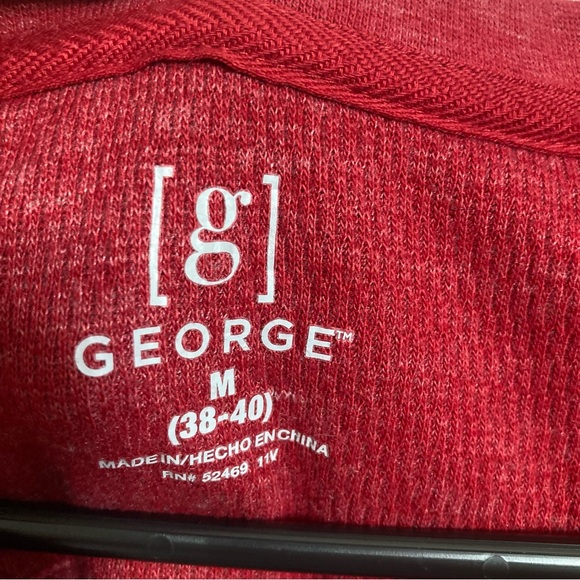 [g]
GEORGE™
M
(38-40)
MADE IN/HECHO EN CHINA
RN# 52469 11V